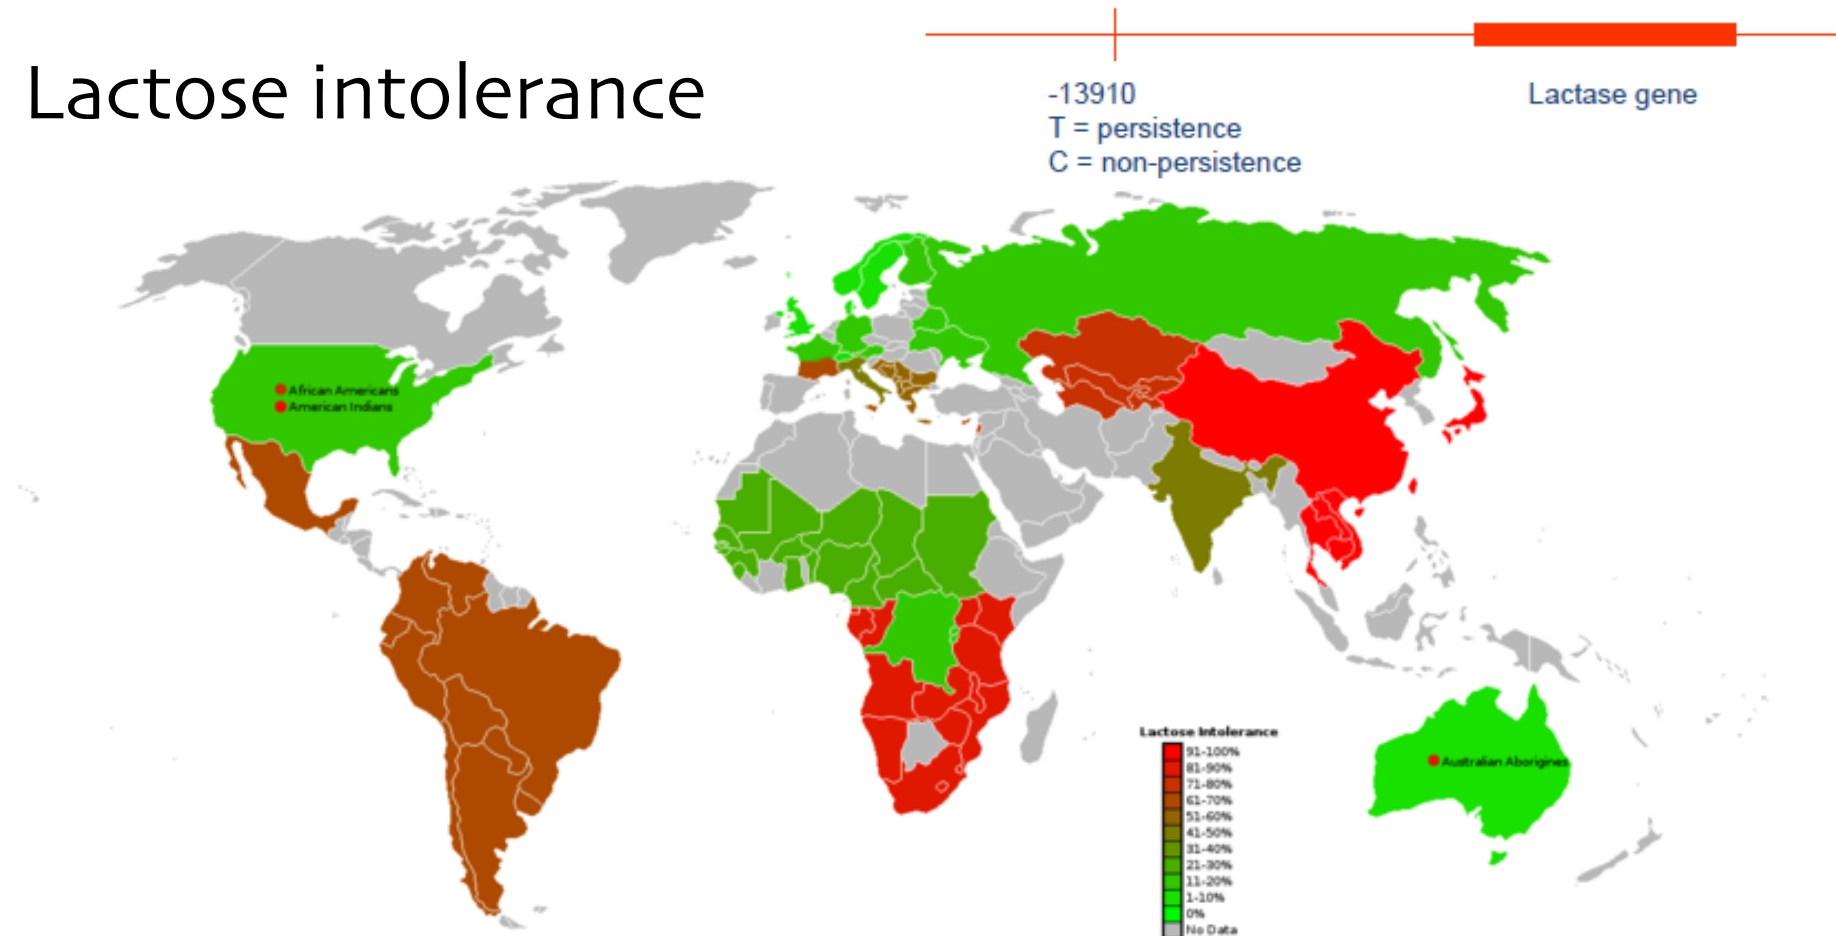 Lactose intolerance
-13910
T = persistence
C = non-persistence
Lactase gene
African Americans
American Indians
Australian Aborigines
Lactose Intolerance
91-100%
81-90%
71-80%
61-70%
51-60%
41-50%
31-40%
21-30%
11-20%
1-10%
0%
No Data